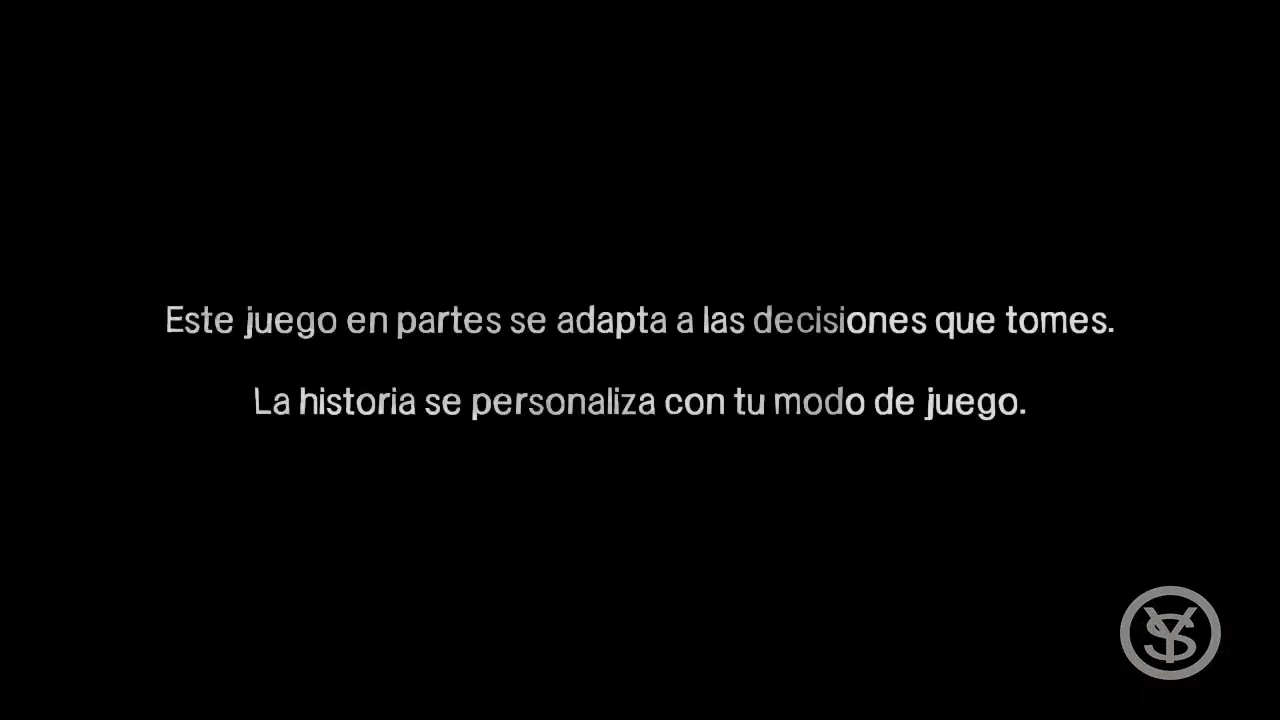 Este juego en partes se adapta a las decisiones que tomes.
La historia se personaliza con tu modo de juego.
YS